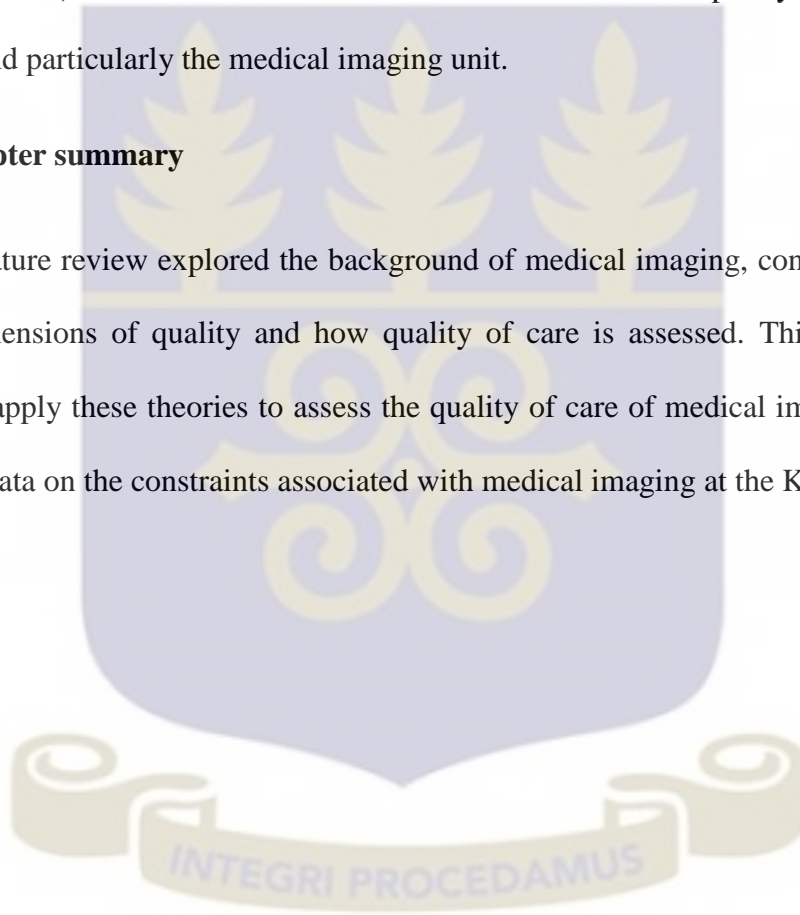 d particularly the medical imaging unit.
pter summary
ture review explored the background of medical imaging, con
ensions of quality and how quality of care is assessed. Thi
apply these theories to assess the quality of care of medical im
ata on the constraints associated with medical imaging at the K
INTEGRI PROCEDAMUS